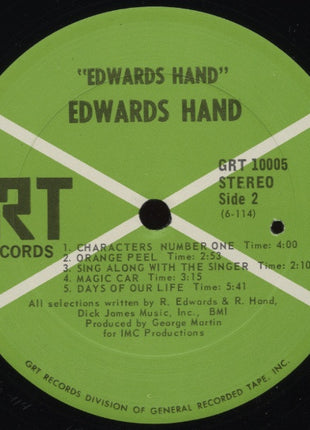 "EDWARDS HAND"
EDWARDS HAND
GRT 10005
STEREO
Side 2
(6-114)
RT
CORDS
1. CHARACTERS NUMBER ONE Time: 4:00
2. ORANGE PEEL Time: 2:53
3. SING ALONG WITH THE SINGER Time: 2:10
4. MAGIC CAR Time: 3:15
5. DAYS OF OUR LIFE Time: 5:41
All selections written by R. Edwards & R. Hand,
Dick James Music, Inc., BMI
Produced by George Martin
for IMC Productions
GRT RECORDS DIVISION OF GENERAL RECORDED TAPE, INC.